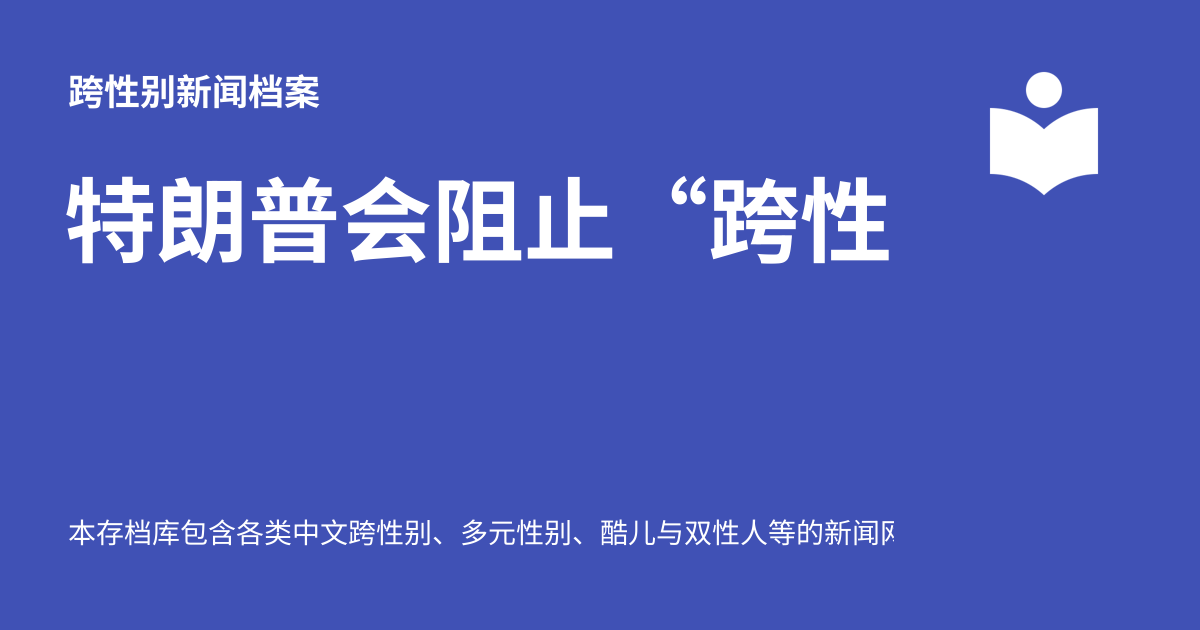 跨性别新闻档案
特朗普会阻止“跨性
本存档库包含各类中文跨性别、多元性别、酷儿与双性人等的新闻网